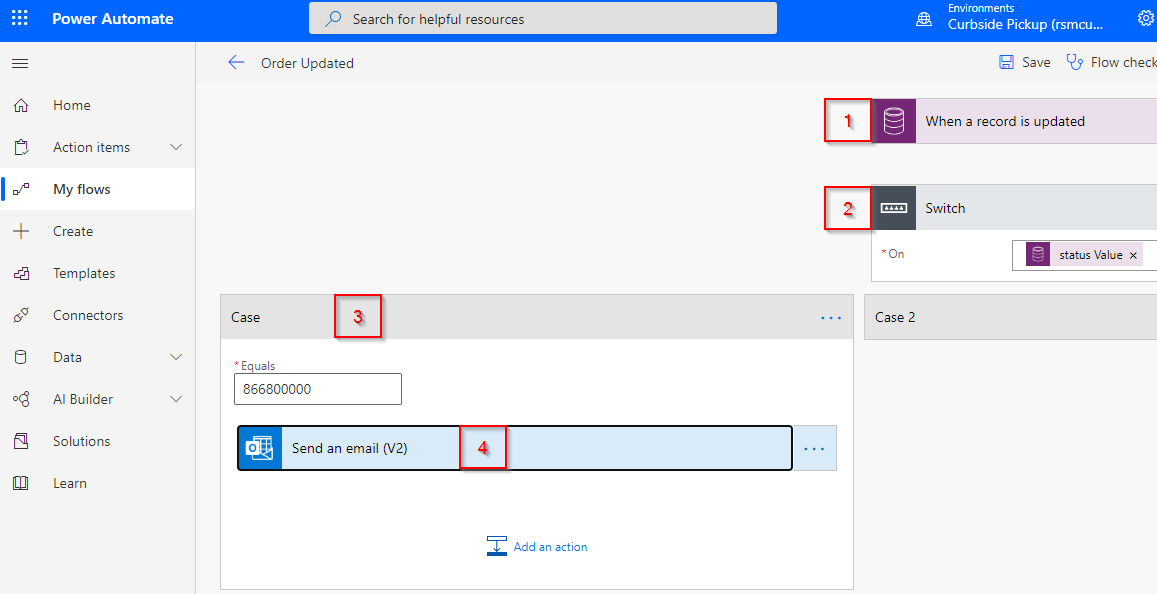 Power Automate
Search for helpful resources
Environments
Curbside Pickup (rsmcu...
Order Updated
Save
Flow check
Home
Action items
My flows
Create
Templates
Connectors
Data
AI Builder
Solutions
Learn
1
When a record is updated
2
Switch
* On
status Value ×
Case
3
...
Case 2
* Equals
866800000
Send an email (V2)
4
...
Add an action